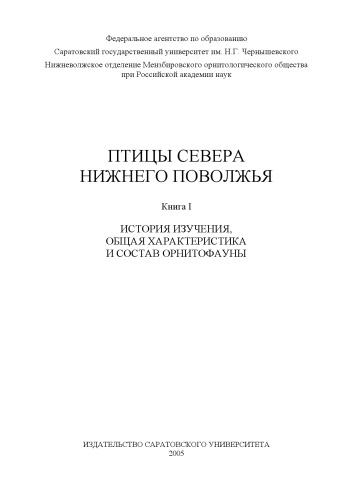 Федеральное агентство по образованию
Саратовский государственный университет им. Н.Г. Чернышевского
Нижневолжское отделение Мензбировского орнитологического общества
при Российской академии наук
ПТИЦЫ СЕВЕРА
НИЖНЕГО ПОВОЛЖЬЯ
Книга I
ИСТОРИЯ ИЗУЧЕНИЯ,
ОБЩАЯ ХАРАКТЕРИСТИКА
И СОСТАВ ОРНИТОФАУНЫ
ИЗДАТЕЛЬСТВО САРАТОВСКОГО УНИВЕРСИТЕТА
2005